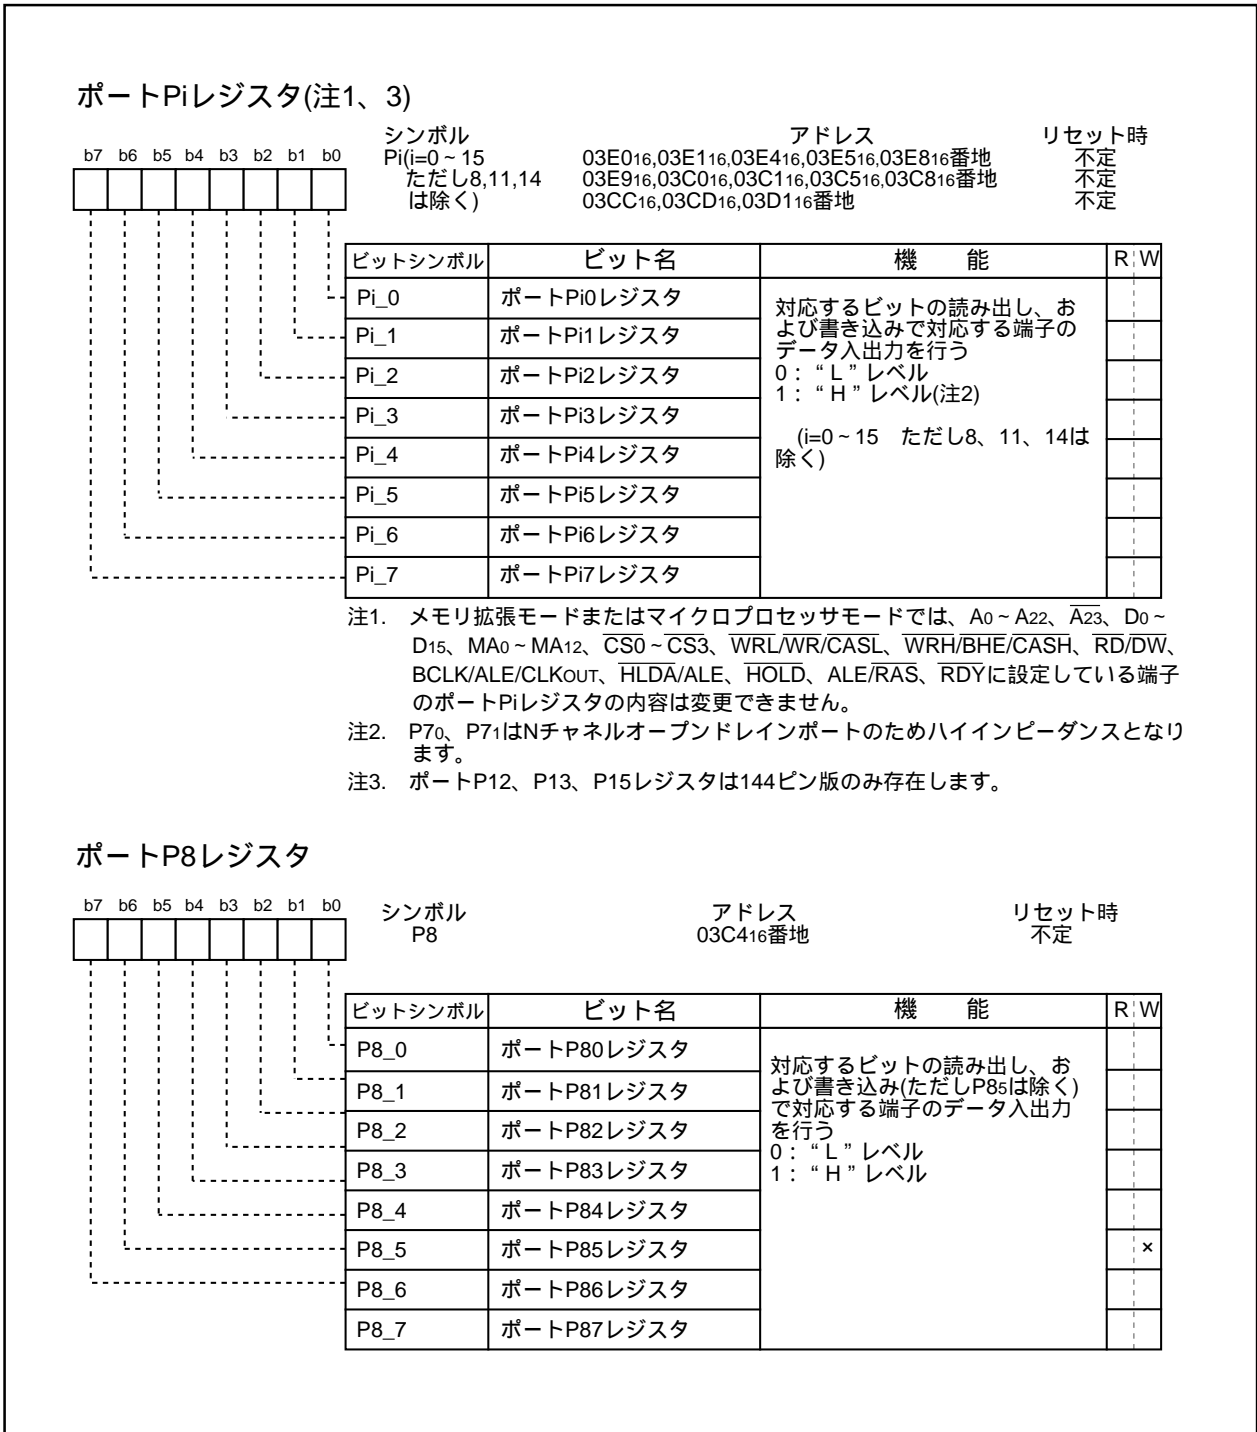 ポートPiレジスタ(注1、3)
b7 b6 b5 b4 b3 b2 b1 b0
シンボル アドレス リセット時
Pi(i=0~15 03E016,03E116,03E416,03E516,03E816番地 不定
ただし8,11,14 03E916,03C016,03C116,03C516,03C816番地 不定
は除く) 03CC16,03CD16,03D116番地 不定
ビットシンボル ビット名 機 能 R W
Pi_0 ポートPi0レジスタ
Pi_1 ポートPi1レジスタ
Pi_2 ポートPi2レジスタ
Pi_3 ポートPi3レジスタ
Pi_4 ポートPi4レジスタ
Pi_5 ポートPi5レジスタ
Pi_6 ポートPi6レジスタ
Pi_7 ポートPi7レジスタ
対応するビットの読み出し、お
よび書き込みで対応する端子の
データ入出力を行う
0:“L”レベル
1:“H”レベル(注2)
(i=0~15 ただし8、11、14は
除く)
注1. メモリ拡張モードまたはマイクロプロセッサモードでは、A0~A22、A̅2̅3̅、D0~
D15、MA0~MA12、C̅S̅0̅~C̅S̅3̅、W̅R̅L̅/W̅R̅/C̅A̅S̅L̅、W̅R̅H̅/B̅H̅E̅/C̅A̅S̅H̅、R̅D̅/D̅W̅、
BCLK/ALE/CLKOUT、H̅L̅D̅A̅/ALE、H̅O̅L̅D̅、ALE/R̅A̅S̅、R̅D̅Y̅に設定している端子
のポートPiレジスタの内容は変更できません。
注2. P70、P71はNチャネルオープンドレインポートのためハイインピーダンスとなり
ます。
注3. ポートP12、P13、P15レジスタは144ピン版のみ存在します。
ポートP8レジスタ
b7 b6 b5 b4 b3 b2 b1 b0
シンボル アドレス リセット時
P8 03C416番地 不定
ビットシンボル ビット名 機 能 R W
P8_0 ポートP80レジスタ
P8_1 ポートP81レジスタ
P8_2 ポートP82レジスタ
P8_3 ポートP83レジスタ
P8_4 ポートP84レジスタ
P8_5 ポートP85レジスタ ×
P8_6 ポートP86レジスタ
P8_7 ポートP87レジスタ
対応するビットの読み出し、お
よび書き込み(ただしP85は除く)
で対応する端子のデータ入出力
を行う
0:“L”レベル
1:“H”レベル